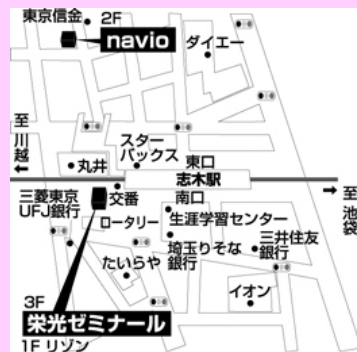 東京信金
2F
navio
ダイエー
至川越
丸井
スター
バックス
東口
志木駅
至池袋
三菱東京
UFJ銀行
交番
南口
ロータリー
生涯学習センター
埼玉りそな
銀行
三井住友
銀行
たいらや
イオン
3F
栄光ゼミナール
1F リゾン